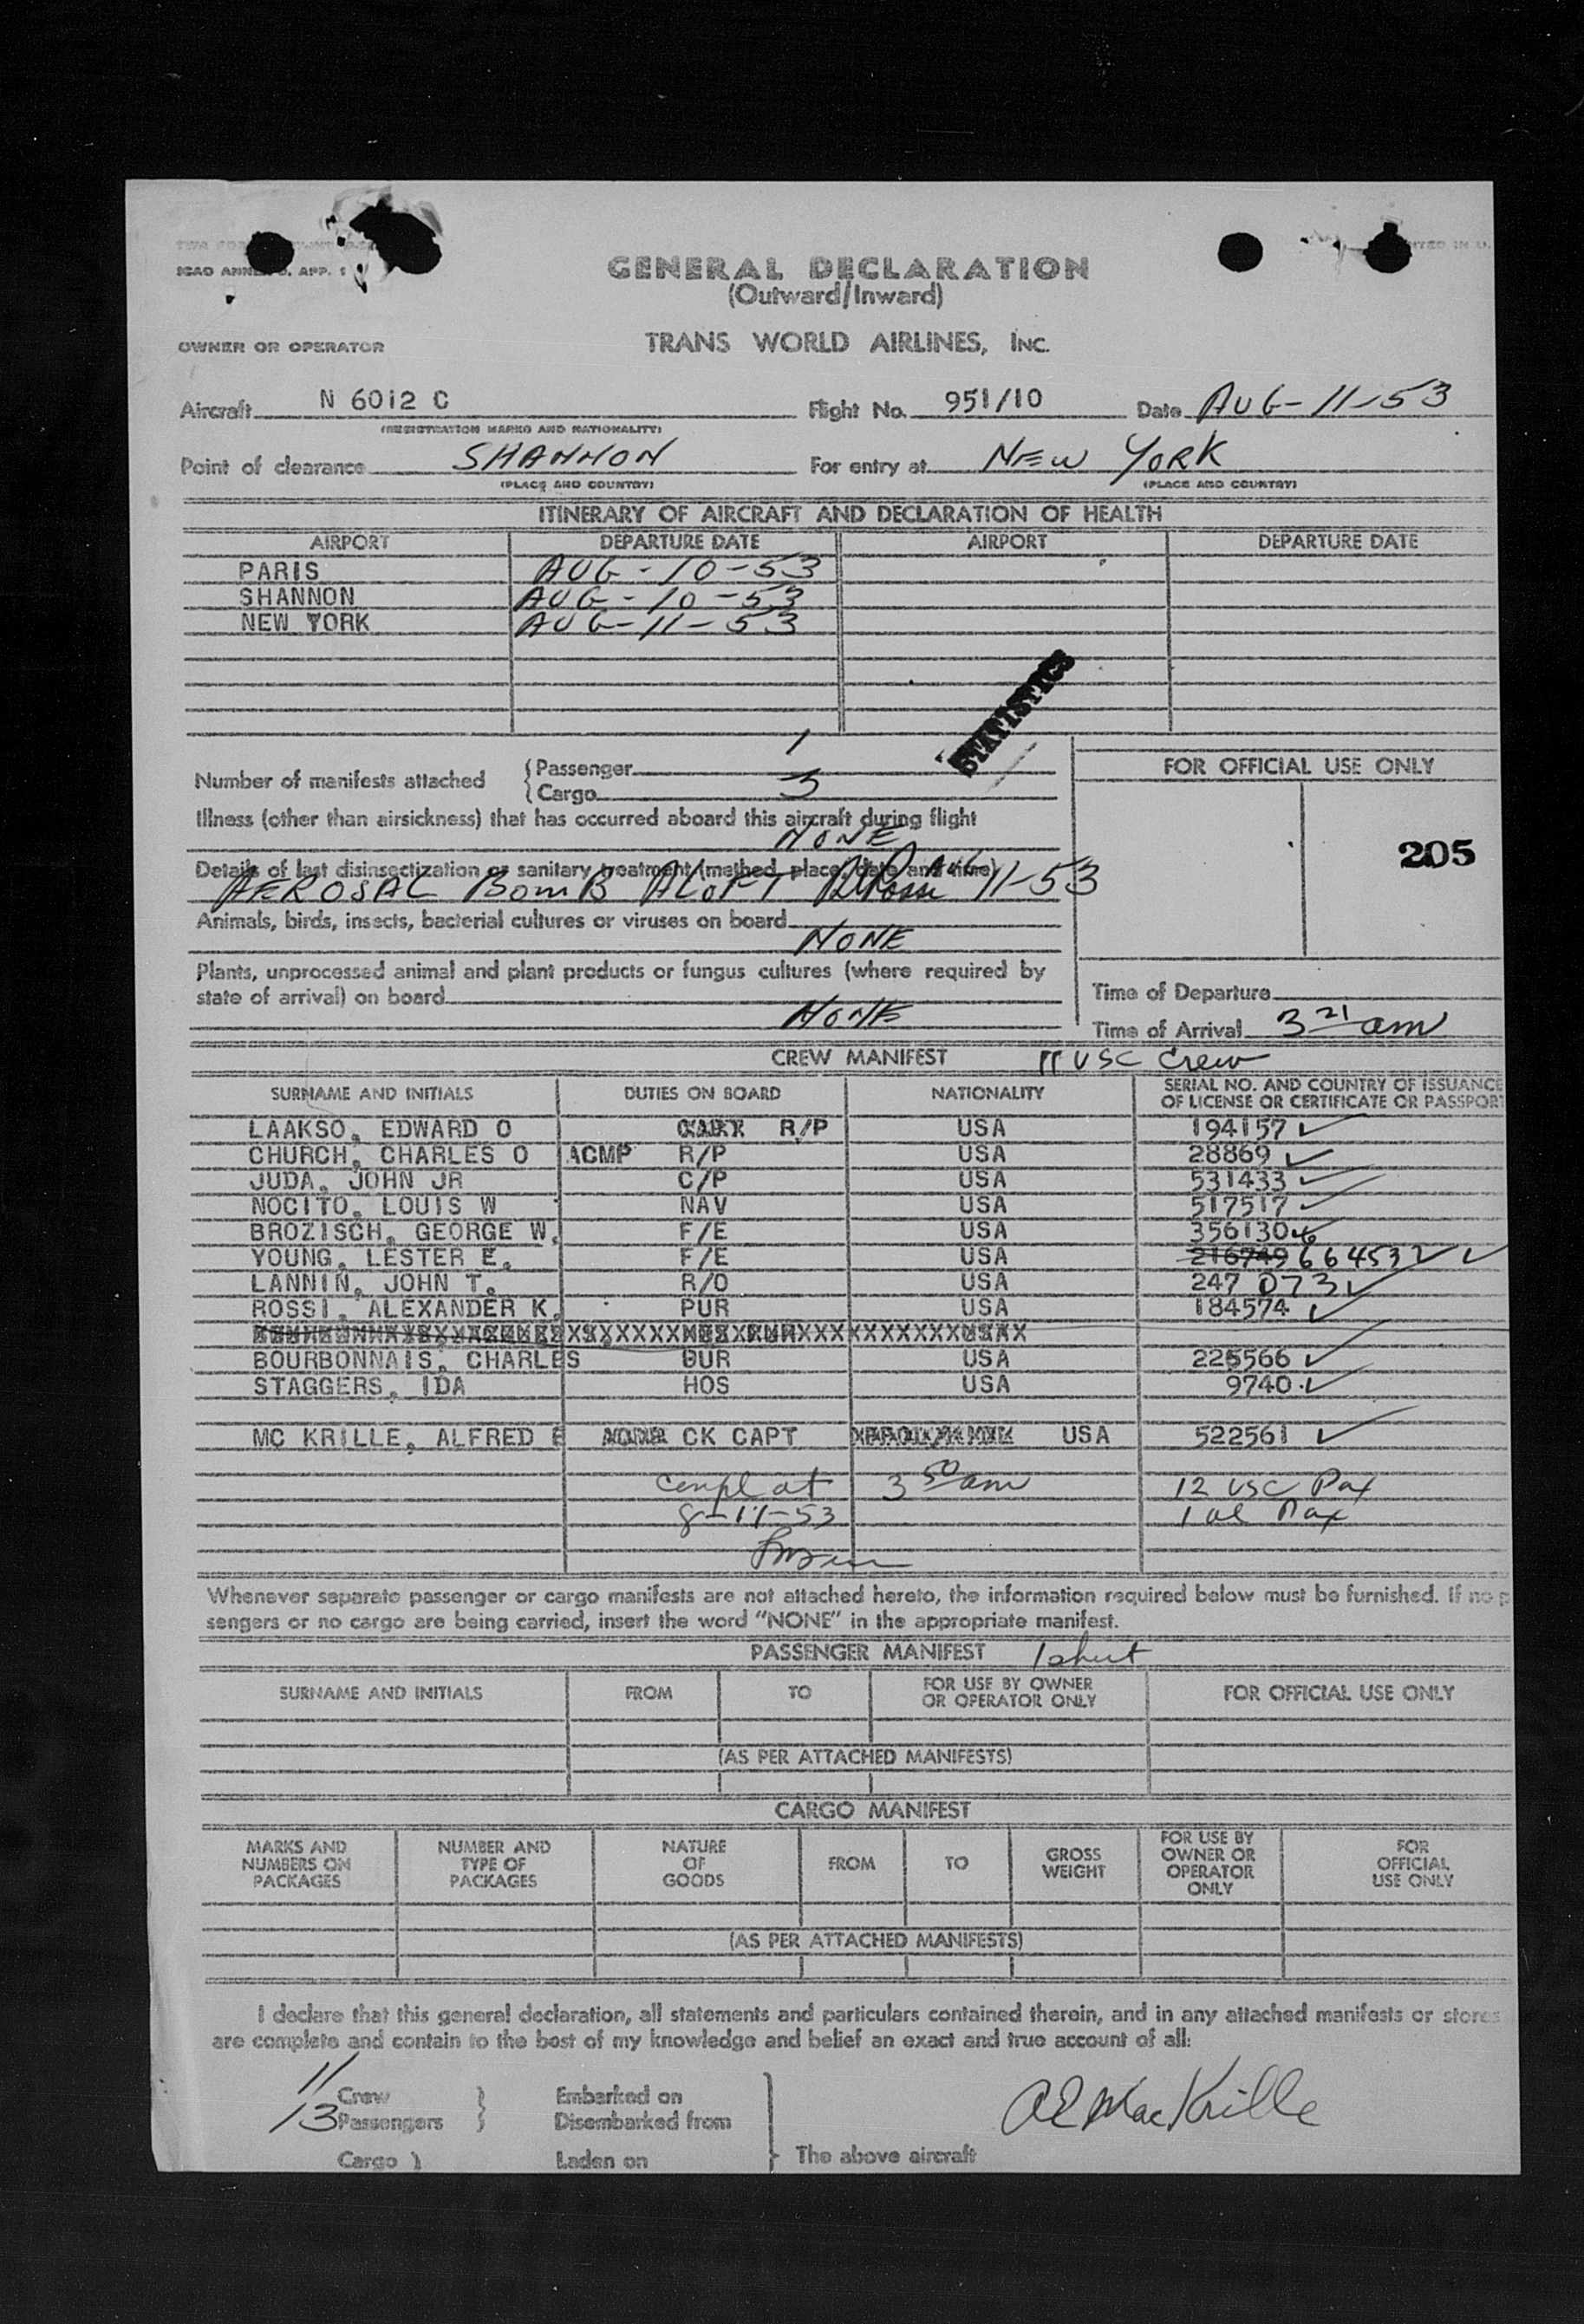 ICAO ANNEX 9, APP. 1
GENERAL DECLARATION
(Outward/Inward)
OWNER OR OPERATOR TRANS WORLD AIRLINES, INC.
Aircraft N 6012 C Flight No. 951/10 Date AUG-11-53
(REGISTRATION MARKS AND NATIONALITY)
Point of clearance SHANNON For entry at NEW YORK
(PLACE AND COUNTRY) (PLACE AND COUNTRY)
ITINERARY OF AIRCRAFT AND DECLARATION OF HEALTH
AIRPORT DEPARTURE DATE AIRPORT DEPARTURE DATE
PARIS AUG-10-53
SHANNON AUG-10-53
NEW YORK AUG-11-53
STATISTICS
Number of manifests attached { Passenger 1
{ Cargo 3
FOR OFFICIAL USE ONLY
205
Illness (other than airsickness) that has occurred aboard this aircraft during flight
NONE
Details of last disinsectization or sanitary treatment (method, place, date and time)
AEROSAL BOMB ALOFT AUG 11-53
Animals, birds, insects, bacterial cultures or viruses on board
NONE
Plants, unprocessed animal and plant products or fungus cultures (where required by
state of arrival) on board
NONE
Time of Departure
Time of Arrival 3 21 am
CREW MANIFEST 11 USC Crew
SURNAME AND INITIALS DUTIES ON BOARD NATIONALITY SERIAL NO. AND COUNTRY OF ISSUANCE
OF LICENSE OR CERTIFICATE OR PASSPORT
LAAKSO, EDWARD O R/P USA 194157
CHURCH, CHARLES O ACMP R/P USA 28869
JUDA, JOHN JR C/P USA 531433
NOCITO, LOUIS W NAV USA 517517
BROZISCH, GEORGE W. F/E USA 356130
YOUNG, LESTER E. F/E USA 216749 664532
LANNIN, JOHN T. R/O USA 247 073
ROSSI, ALEXANDER K. PUR USA 184574
BOURBONNAIS, CHARLES PUR USA 225566
STAGGERS, IDA HOS USA 9740
MC KRILLE, ALFRED E CK CAPT USA 522561
Compl at 3 50 am 12 USC Pax
8-11-53 1 al Pax
Whenever separate passenger or cargo manifests are not attached hereto, the information required below must be furnished. If no p
sengers or no cargo are being carried, insert the word "NONE" in the appropriate manifest.
PASSENGER MANIFEST 1 sheet
SURNAME AND INITIALS FROM TO FOR USE BY OWNER
OR OPERATOR ONLY FOR OFFICIAL USE ONLY
(AS PER ATTACHED MANIFESTS)
CARGO MANIFEST
MARKS AND
NUMBERS ON
PACKAGES
NUMBER AND
TYPE OF
PACKAGES
NATURE
OF
GOODS
FROM
TO
GROSS
WEIGHT
FOR USE BY
OWNER OR
OPERATOR
ONLY
FOR
OFFICIAL
USE ONLY
(AS PER ATTACHED MANIFESTS)
I declare that this general declaration, all statements and particulars contained therein, and in any attached manifests or stores
are complete and contain to the best of my knowledge and belief an exact and true account of all:
11 Crew } Embarked on
13 Passengers } Disembarked from
Cargo ) Laden on } The above aircraft
AE MacKrille